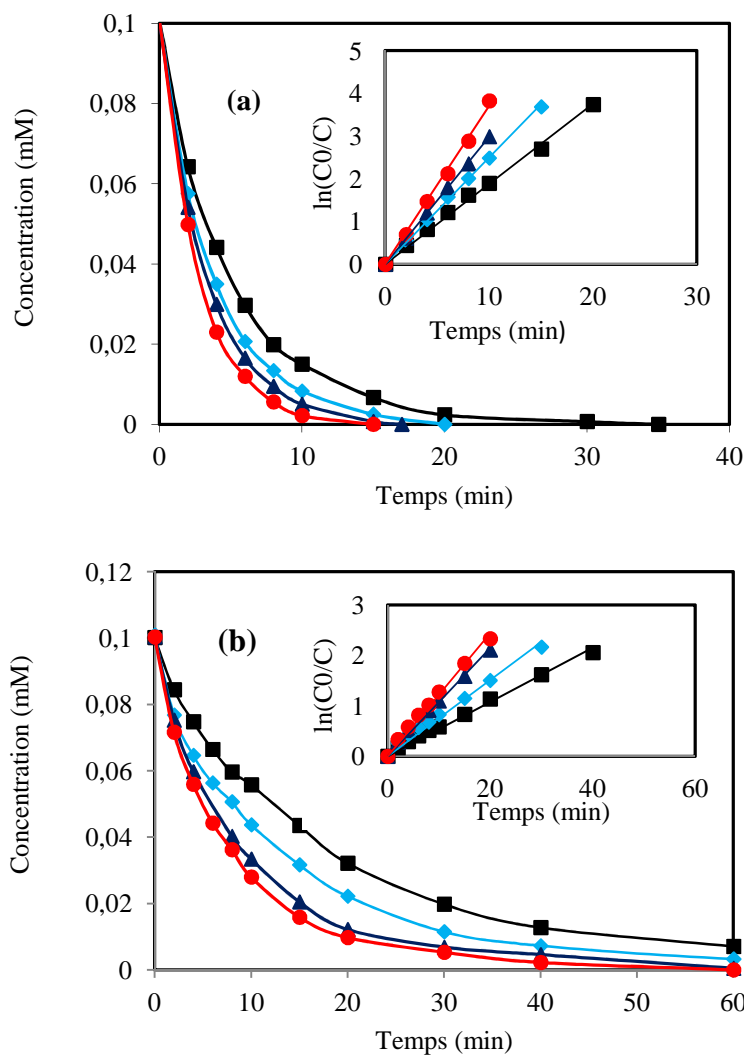 0,1
0,08
0,06
0,04
0,02
0
Concentration (mM)
(a)
5
4
3
2
1
0
ln(C0/C)
0 10 20 30
Temps (min)
0 10 20 30 40
Temps (min)
0,12
0,1
0,08
0,06
0,04
0,02
0
Concentration (mM)
(b)
3
2
1
0
ln(C0/C)
0 20 40 60
Temps (min)
0 10 20 30 40 50 60
Temps (min)